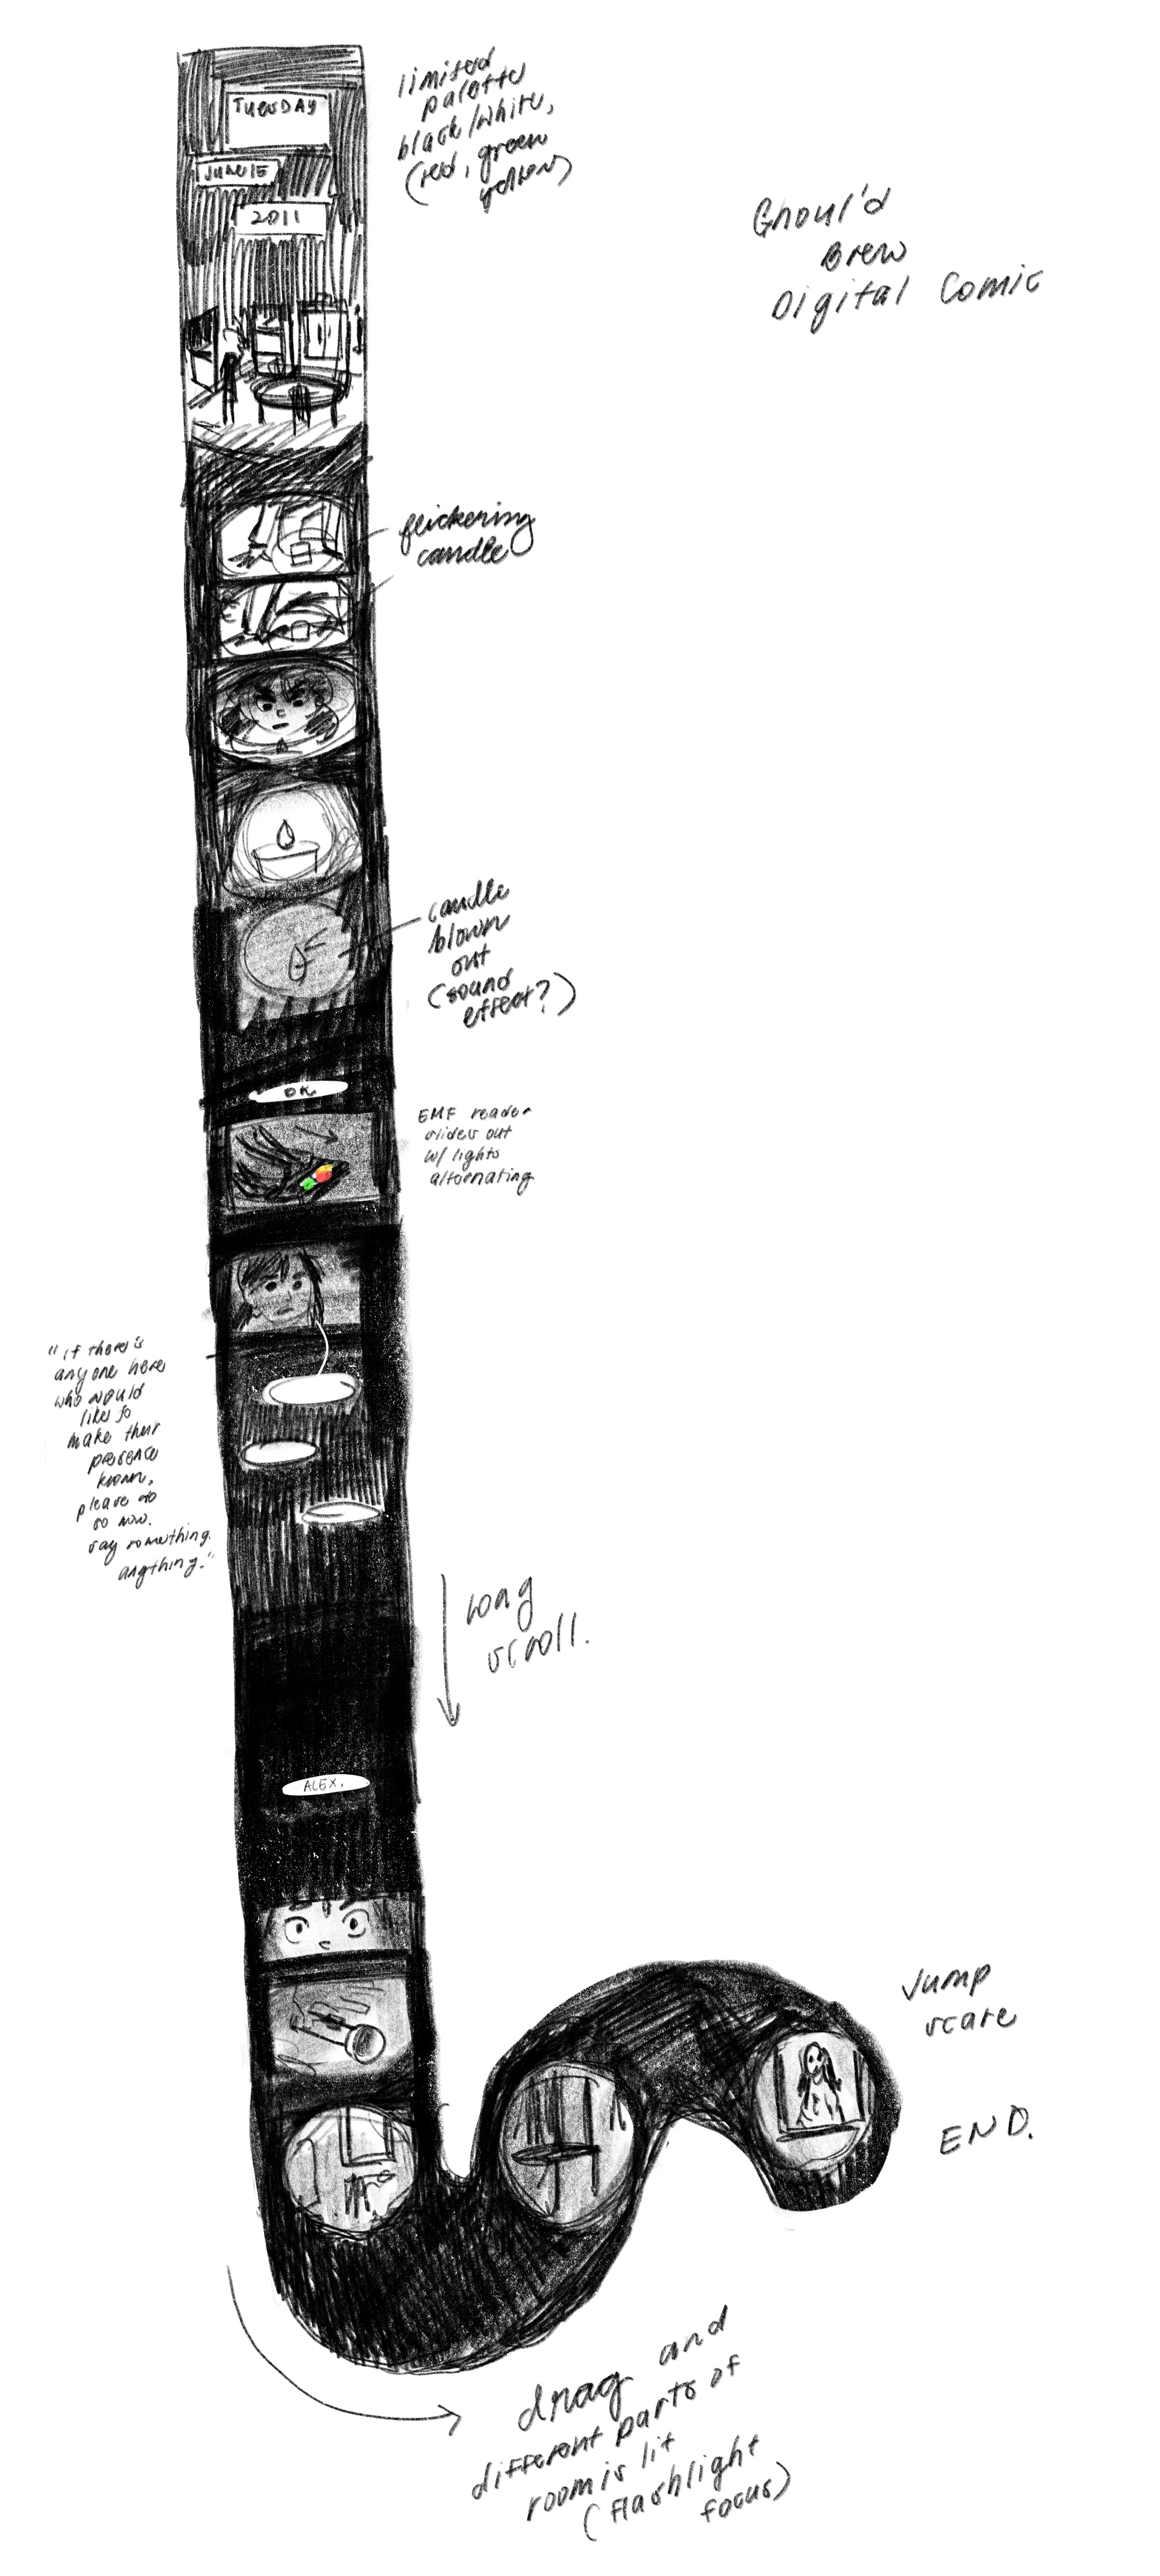 TUESDAY
JUNE 15
2011
limited
palette
black/white,
(red, green
yellow)
Ghoul'd
Brew
Digital Comic
flickering
candle
candle
blown
out
(sound
effect?)
OK
EMF reader
slides out
w/ lights
alternating
"if there's
anyone here
who would
like to
make their
presence
known,
please do
so now.
say something.
anything."
long
scroll.
ALEX.
Jump
scare
END.
drag and
different parts of
room is lit
(flashlight
focus)